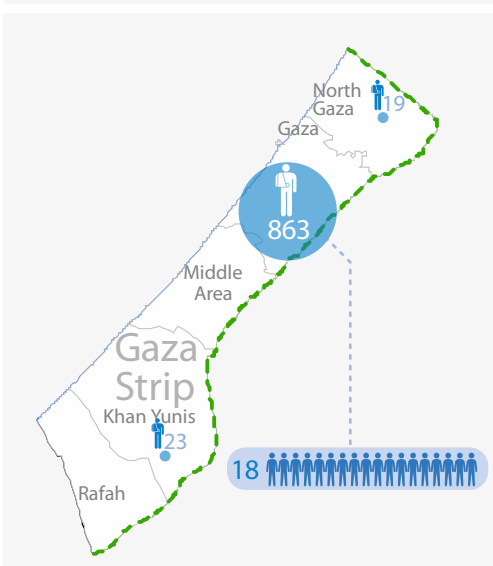 North
Gaza
19
Gaza
863
Middle
Area
Gaza
Strip
Khan Yunis
23
18
Rafah